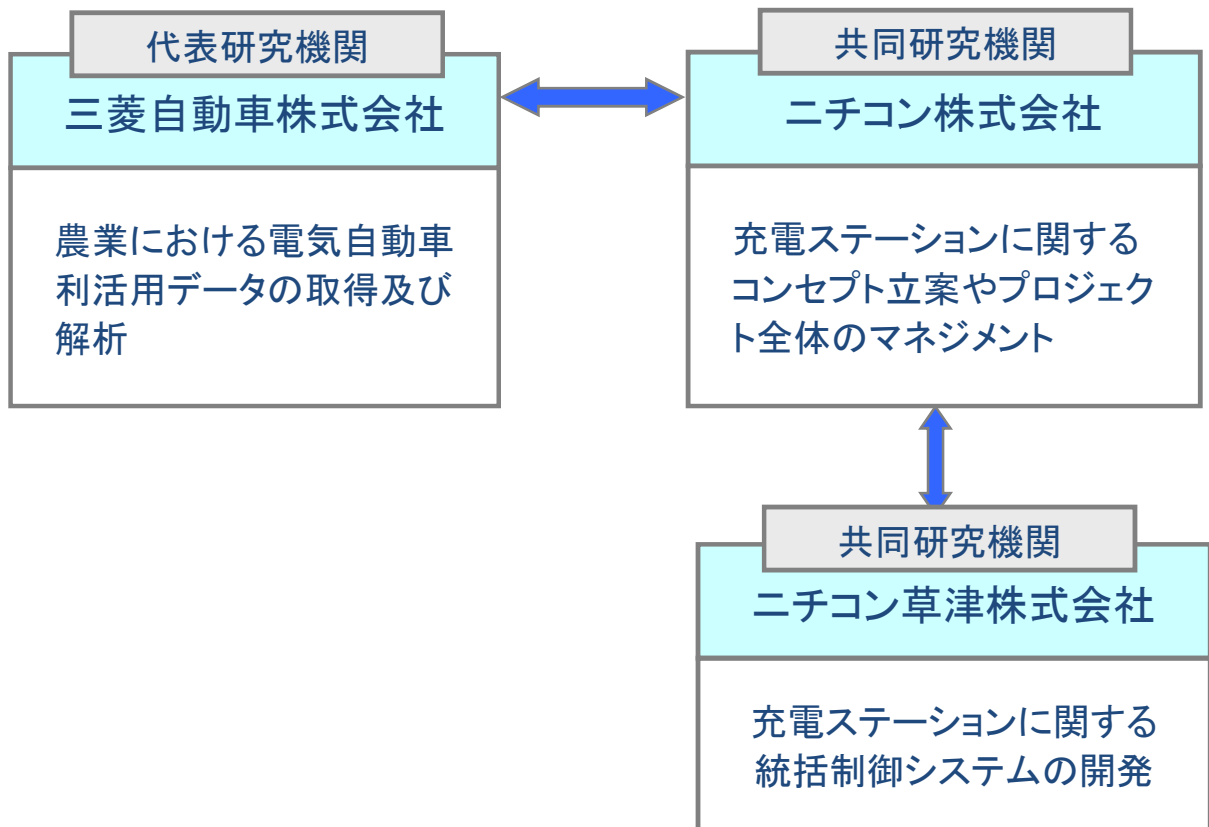 代表研究機関
三菱自動車株式会社
農業における電気自動車
利活用データの取得及び
解析
共同研究機関
ニチコン株式会社
充電ステーションに関する
コンセプト立案やプロジェク
ト全体のマネジメント
共同研究機関
ニチコン草津株式会社
充電ステーションに関する
統括制御システムの開発